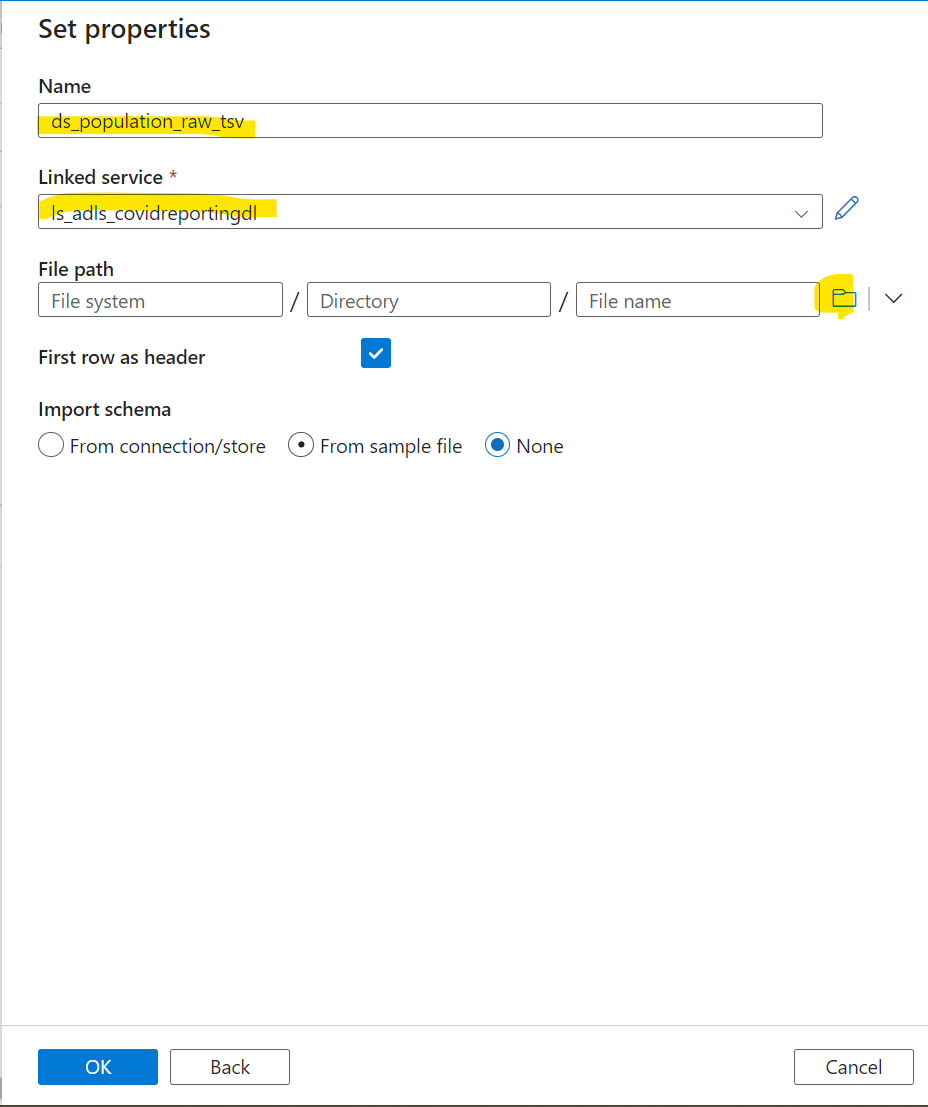 Set properties
Name
ds_population_raw_tsv
Linked service *
ls_adls_covidreportingdl
File path
File system / Directory / File name
First row as header
Import schema
From connection/store From sample file None
OK Back Cancel